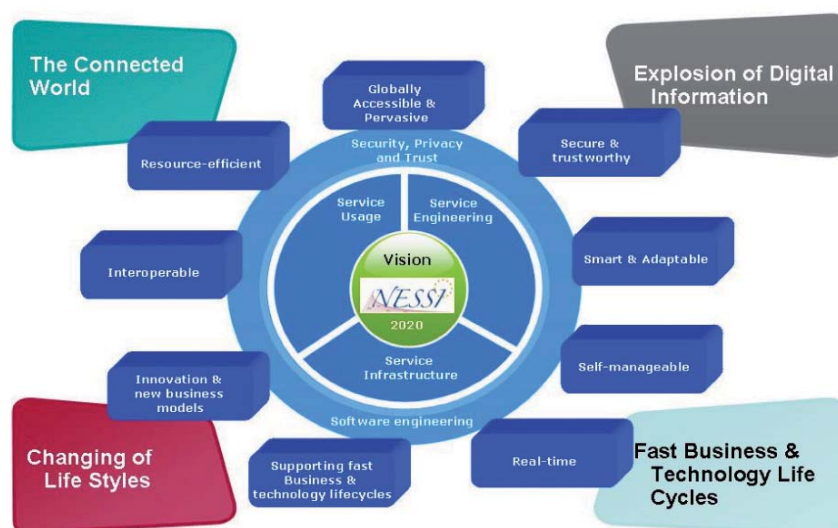 The Connected
World
Globally
Accessible &
Pervasive
Explosion of Digital
Information
Resource-efficient
Security, Privacy
and Trust
Secure &
trustworthy
Service
Usage
Service
Engineering
Interoperable
Vision
NESSI
2020
Smart & Adaptable
Innovation &
new business
models
Service
Infrastructure
Self-manageable
Software engineering
Changing of
Life Styles
Supporting fast
Business &
technology lifecycles
Real-time
Fast Business &
Technology Life
Cycles